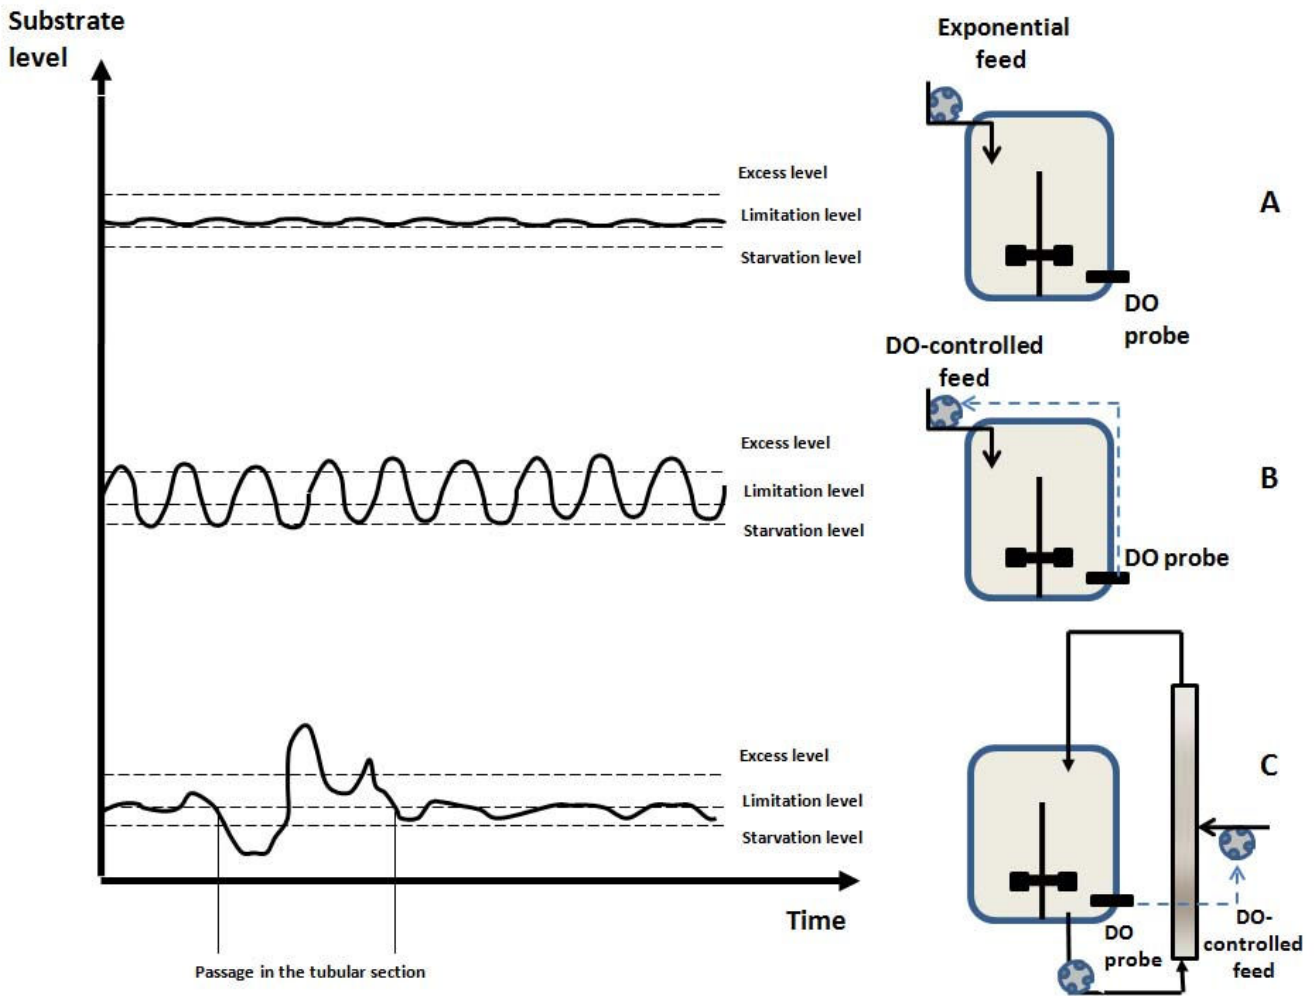 Substrate
level
Exponential
feed
Excess level
Limitation level
Starvation level
A
DO
probe
DO-controlled
feed
Excess level
Limitation level
Starvation level
B
DO probe
Excess level
Limitation level
Starvation level
C
Time
DO
probe
DO-
controlled
feed
Passage in the tubular section